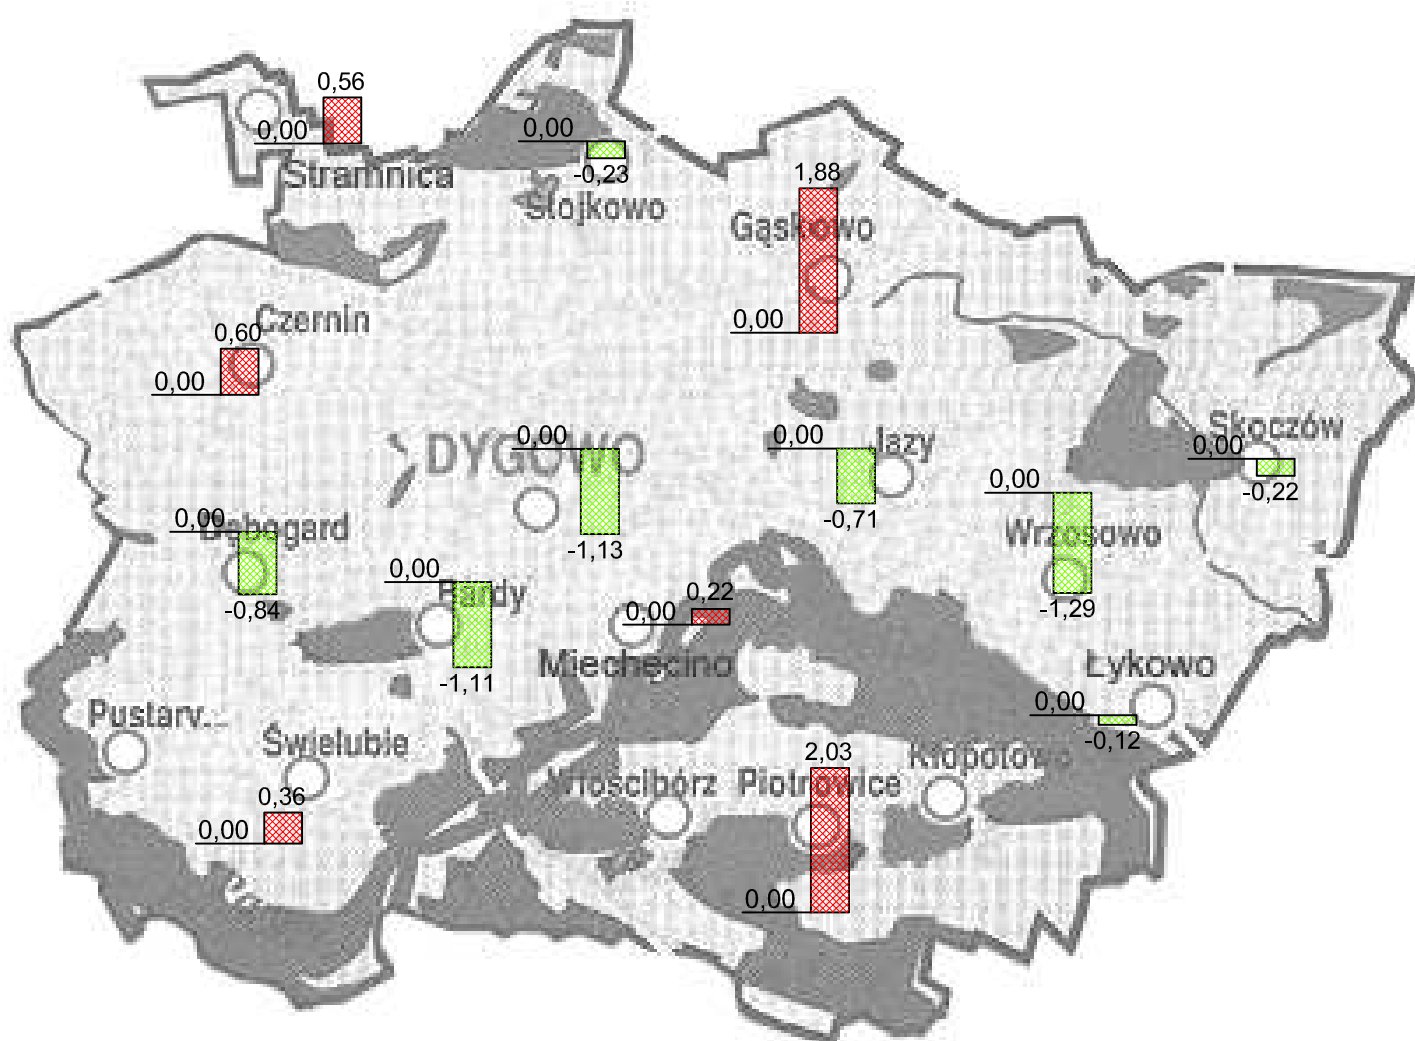 0,56
0,00
Stramnica
0,00
-0,23
Stojkowo
1,88
Gąskowo
0,00
Czernin
0,60
0,00
0,00
DYGOWO
-1,13
0,00
Jazy
-0,71
Skoczów
0,00
-0,22
0,00
Wrzosowo
-1,29
0,00
Dębogard
-0,84
0,00
Bardy
-1,11
0,22
0,00
Miechęcino
Łykowo
0,00
-0,12
Pustary...
Świelubie
0,36
0,00
Włościbórz
2,03
Piotrowice
0,00
Kłopotowo